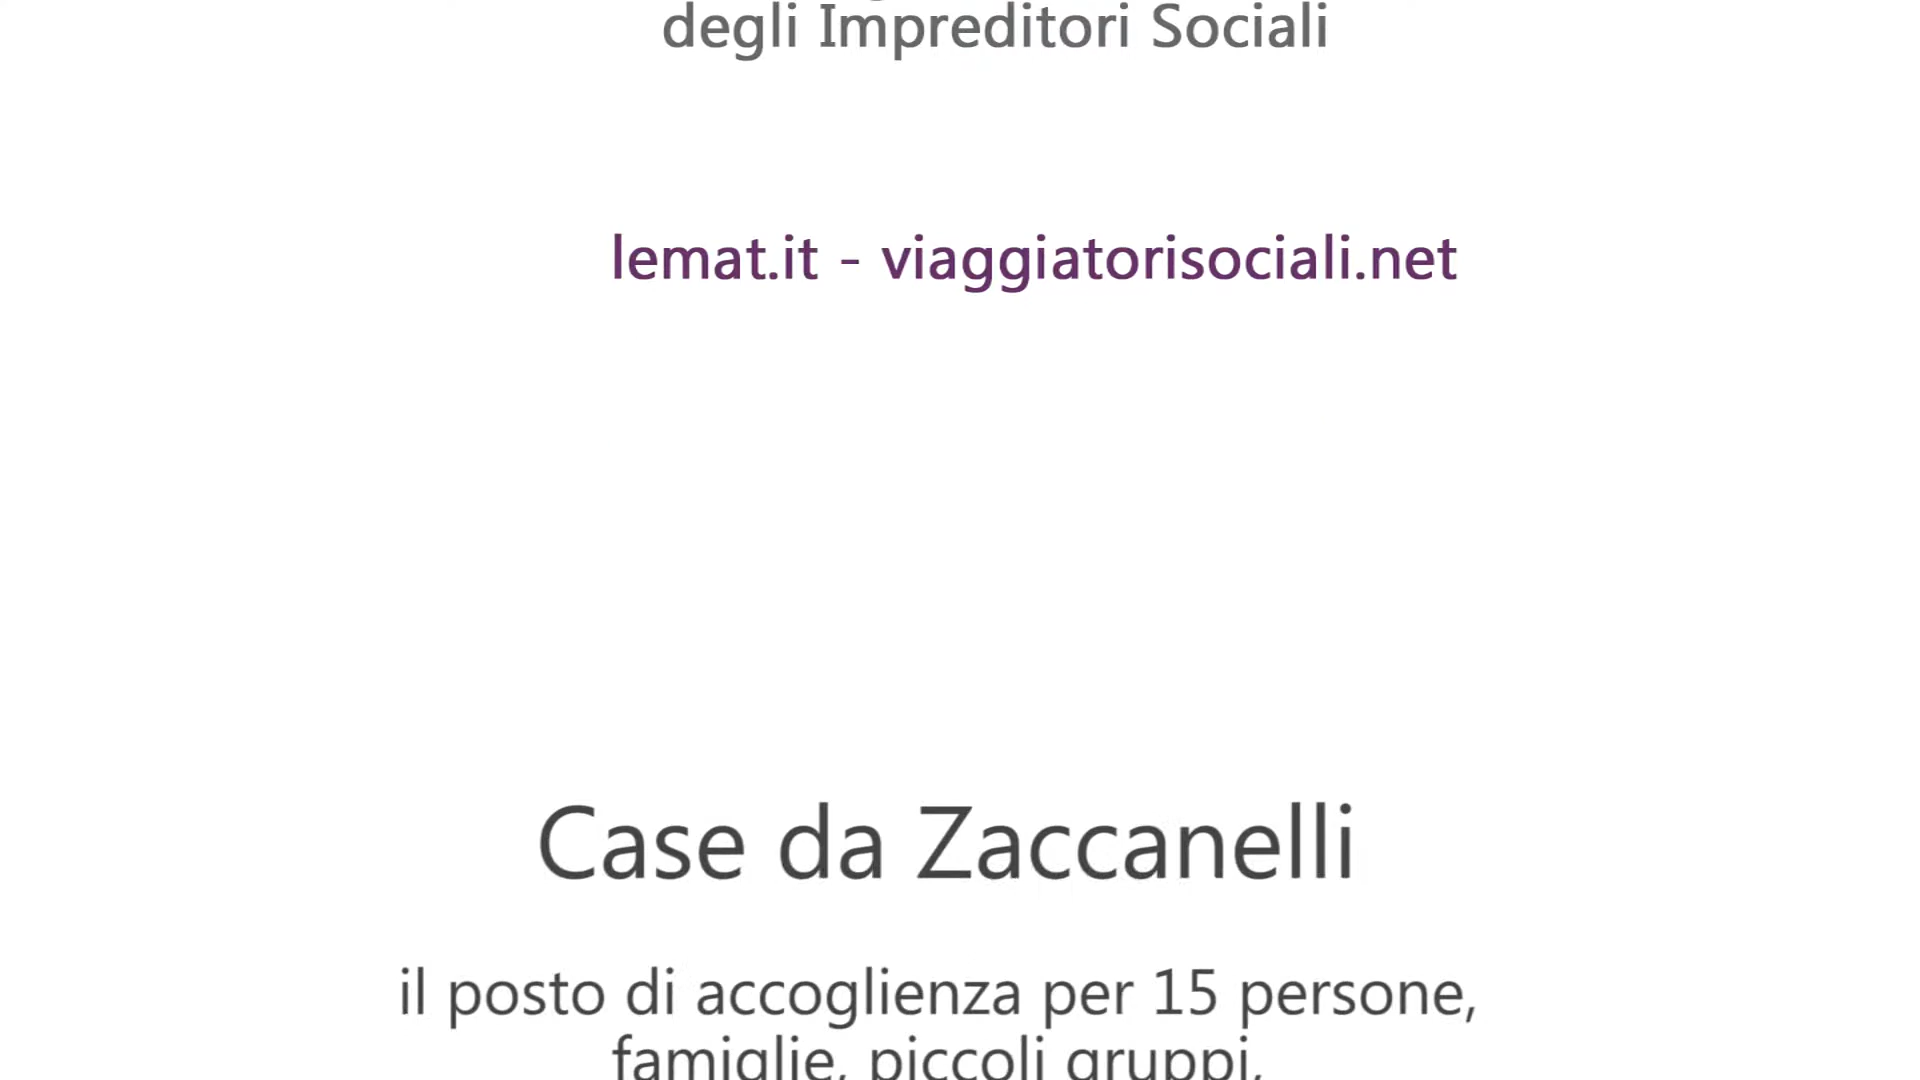 degli Impreditori Sociali
lemat.it - viaggiatorisociali.net
Case da Zaccanelli
il posto di accoglienza per 15 persone,
famiglie, piccoli gruppi,